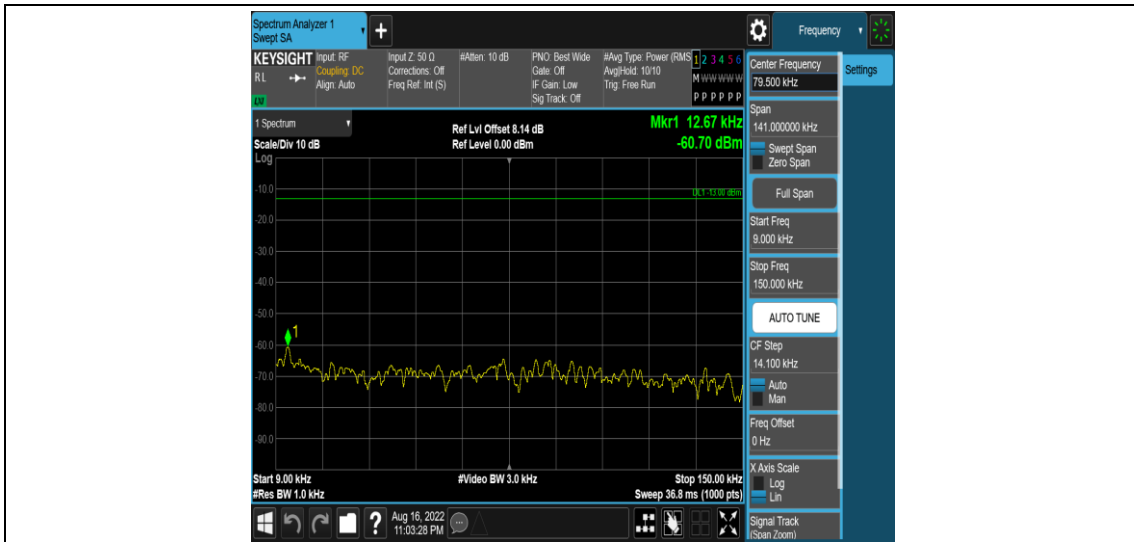 Spectrum Analyzer 1
Swept SA
+
Frequency
KEYSIGHT
RL
LXI
Input: RF
Coupling: DC
Align: Auto
Input Z: 50 Ω
Corrections: Off
Freq Ref: Int (S)
#Atten: 10 dB
PNO: Best Wide
Gate: Off
IF Gain: Low
Sig Track: Off
#Avg Type: Power (RMS
Avg|Hold: 10/10
Trig: Free Run
1 2 3 4 5 6
M W W W W W
P P P P P P
1 Spectrum
Scale/Div 10 dB
Log
Ref Lvl Offset 8.14 dB
Ref Level 0.00 dBm
Mkr1 12.67 kHz
-60.70 dBm
DL1 -13.00 dBm
-10.0
-20.0
-30.0
-40.0
-50.0
-60.0
-70.0
-80.0
-90.0
1
Start 9.00 kHz
#Res BW 1.0 kHz
#Video BW 3.0 kHz
Stop 150.00 kHz
Sweep 36.8 ms (1000 pts)
Center Frequency
79.500 kHz
Settings
Span
141.000000 kHz
Swept Span
Zero Span
Full Span
Start Freq
9.000 kHz
Stop Freq
150.000 kHz
AUTO TUNE
CF Step
14.100 kHz
Auto
Man
Freq Offset
0 Hz
X Axis Scale
Log
Lin
Signal Track
(Span Zoom)
?
Aug 16, 2022
11:03:28 PM